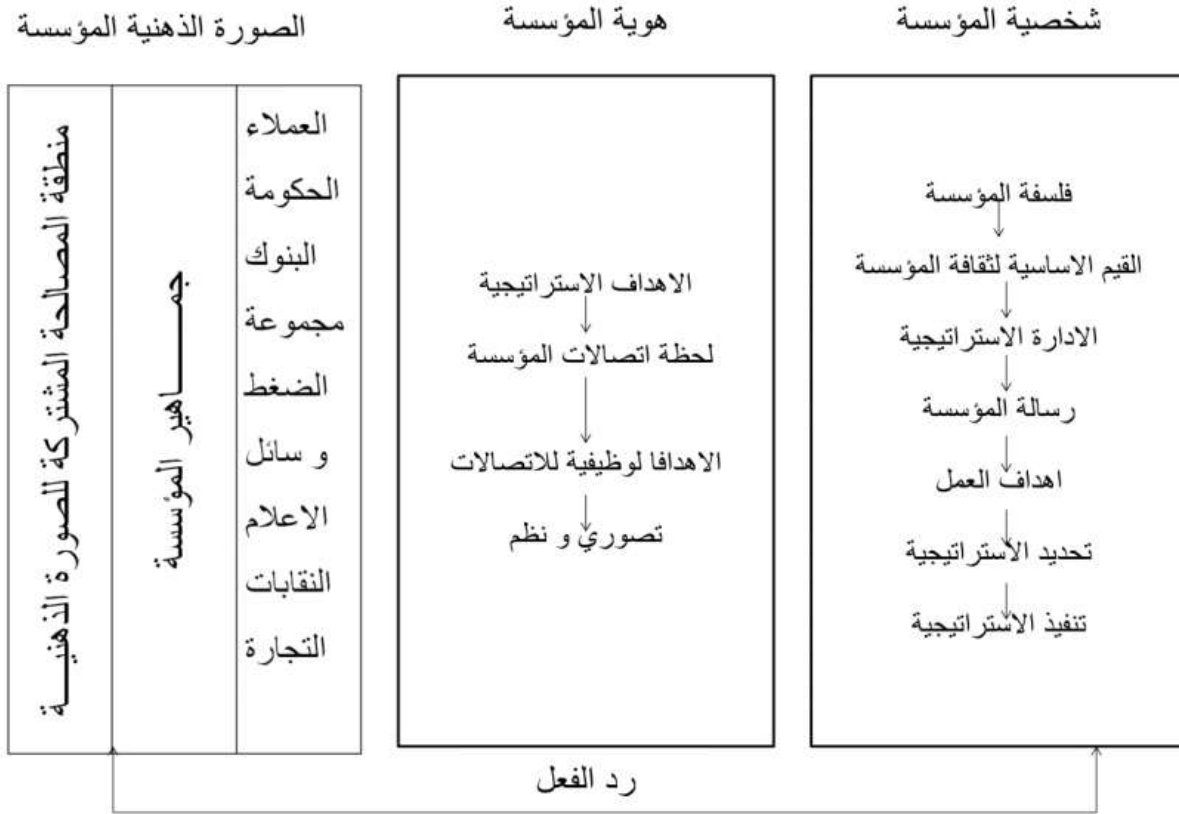 شخصية المؤسسة
هوية المؤسسة
الصورة الذهنية المؤسسة
فلسفة المؤسسة
القيم الاساسية لثقافة المؤسسة
الادارة الاستراتيجية
رسالة المؤسسة
اهداف العمل
تحديد الاستراتيجية
تنفيذ الاستراتيجية
الاهداف الاستراتيجية
لحظة اتصالات المؤسسة
الاهدافا لوظيفية للاتصالات
تصوري و نظم
العملاء
الحكومة
البنوك
مجموعة
الضغط
و سائل
الاعلام
النقابات
التجارة
جمـــــــاهير المؤسسة
منطقة المصالحة المشتركة للصورة الذهنيـــــة
رد الفعل